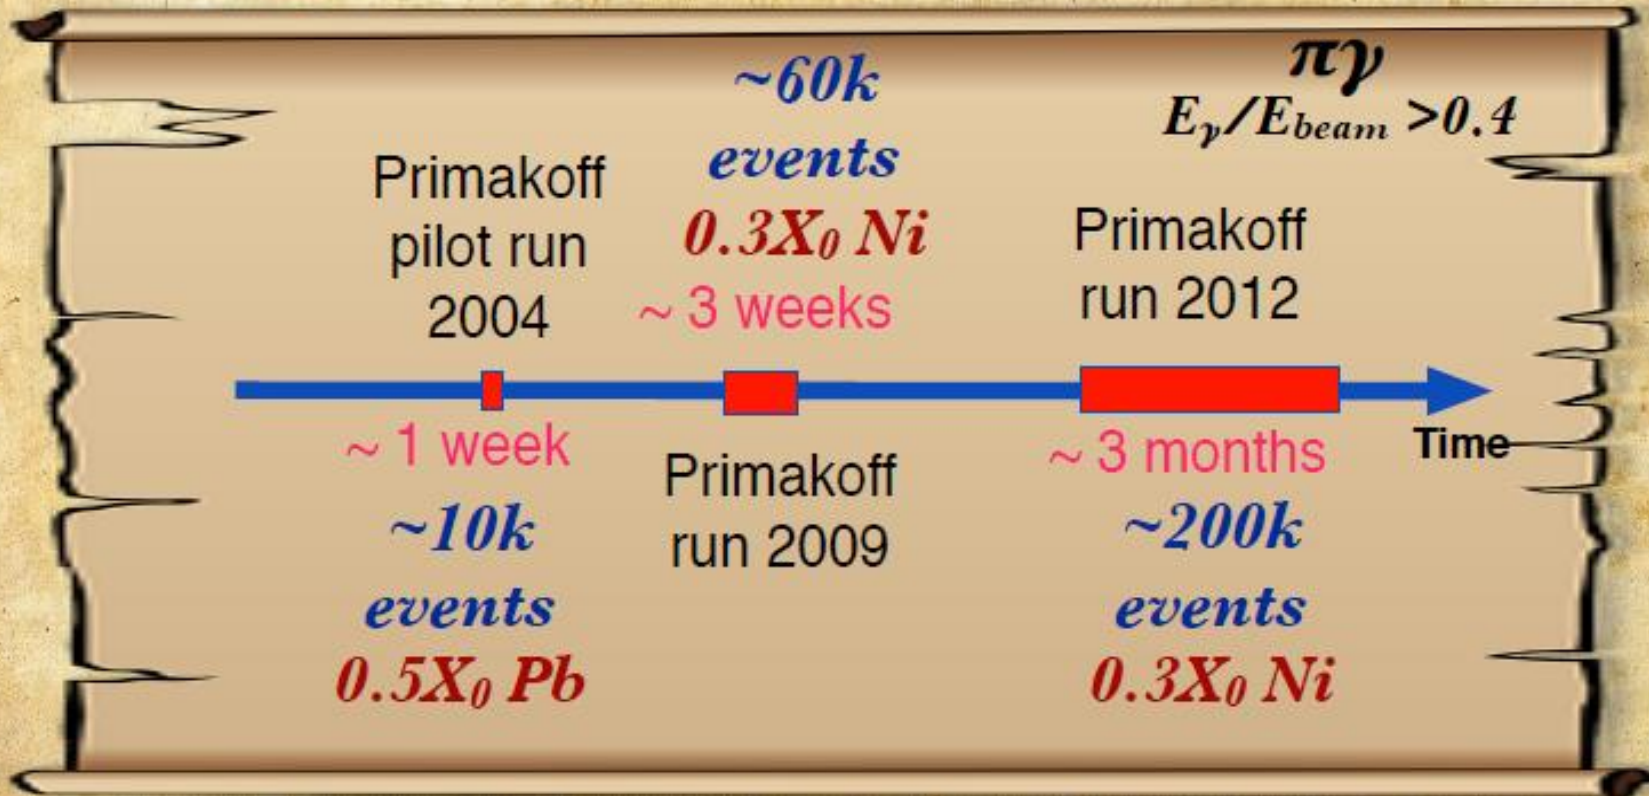 πγ
Eγ/Ebeam >0.4
Primakoff
pilot run
2004
~ 1 week
~10k
events
0.5X0 Pb
~60k
events
0.3X0 Ni
~ 3 weeks
Primakoff
run 2009
Primakoff
run 2012
~ 3 months
~200k
events
0.3X0 Ni
Time